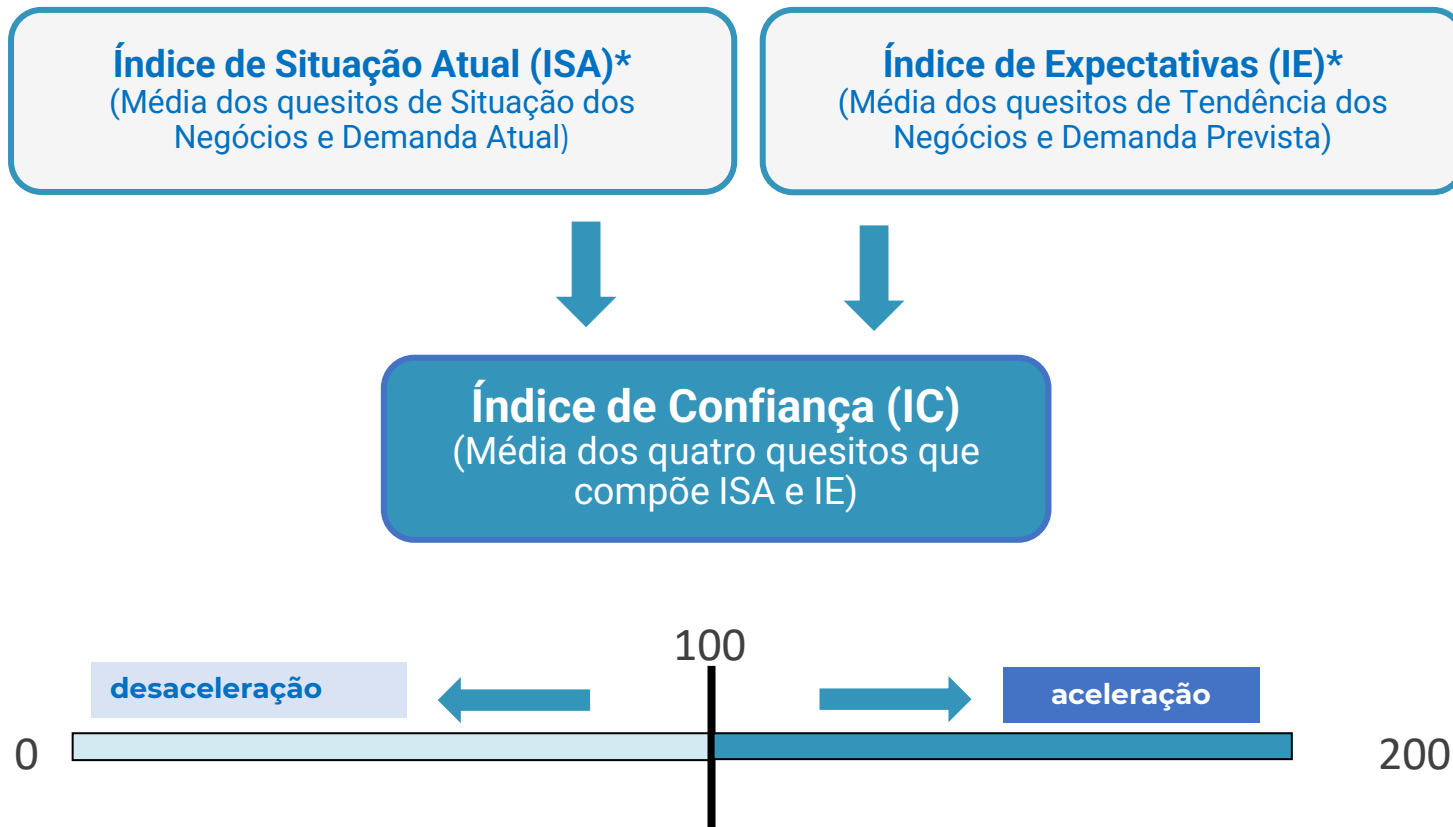 Índice de Situação Atual (ISA)*
(Média dos quesitos de Situação dos
Negócios e Demanda Atual)
Índice de Expectativas (IE)*
(Média dos quesitos de Tendência dos
Negócios e Demanda Prevista)
Índice de Confiança (IC)
(Média dos quatro quesitos que
compõe ISA e IE)
100
desaceleração
aceleração
0
200